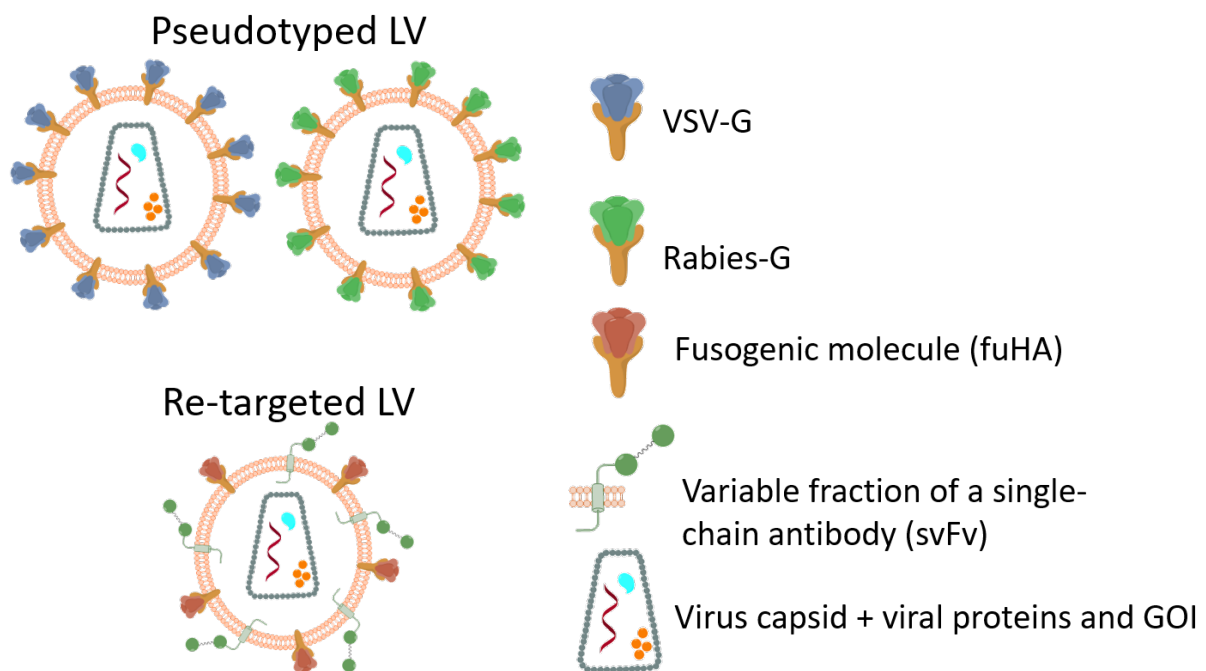 Pseudotyped LV
VSV-G
Rabies-G
Fusogenic molecule (fuHA)
Re-targeted LV
Variable fraction of a single-
chain antibody (svFv)
Virus capsid + viral proteins and GOI